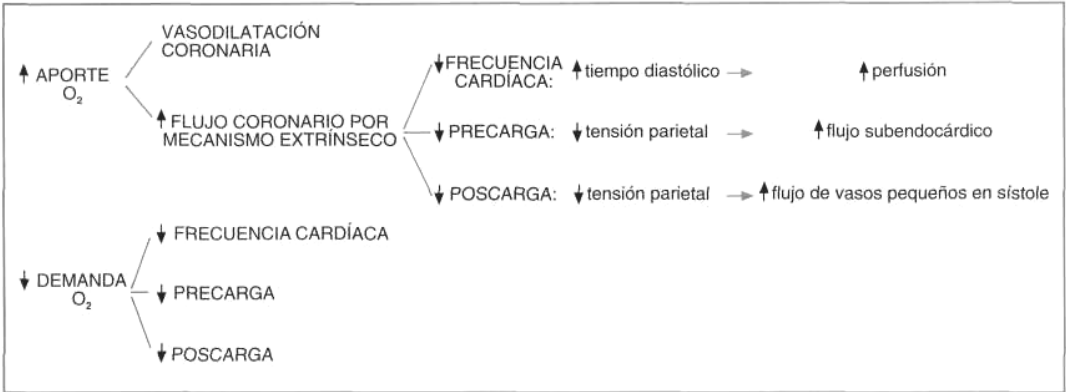 VASODILATACIÓN
CORONARIA
↑ APORTE
O₂
↑ FLUJO CORONARIO POR
MECANISMO EXTRÍNSECO
↓ FRECUENCIA
CARDÍACA: ↑ tiempo diastólico → ↑ perfusión
↓ PRECARGA: ↓ tensión parietal → ↑ flujo subendocárdico
↓ POSCARGA: ↓ tensión parietal → ↑ flujo de vasos pequeños en sístole
↓ DEMANDA
O₂
↓ FRECUENCIA CARDÍACA
↓ PRECARGA
↓ POSCARGA